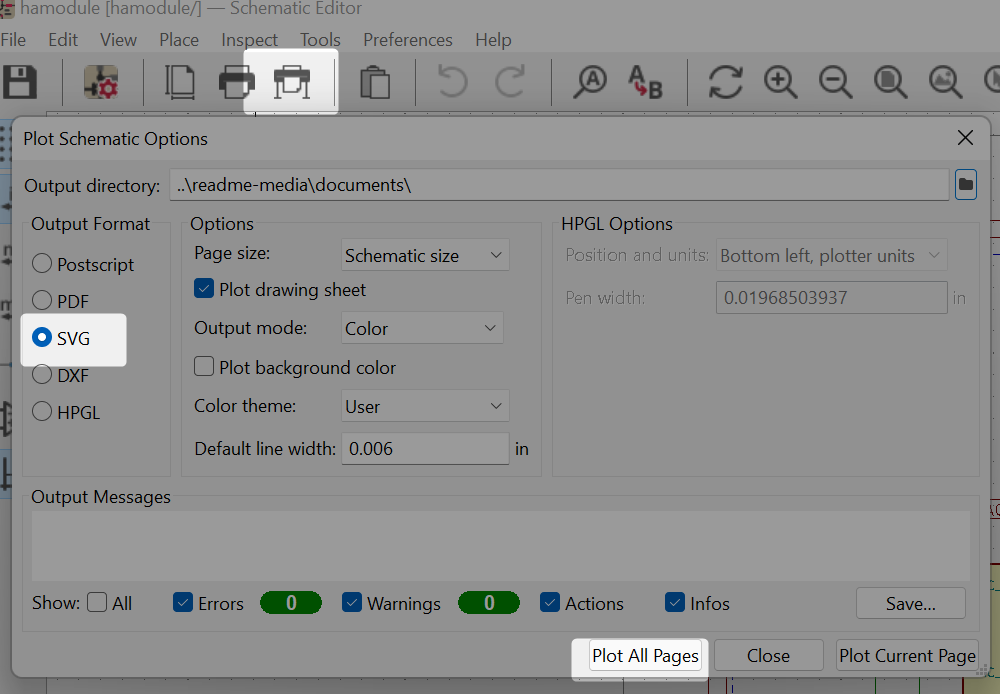 hamodule [hamodule/] — Schematic Editor
File Edit View Place Inspect Tools Preferences Help
Plot Schematic Options
Output directory: ..\readme-media\documents\
Output Format
Postscript
PDF
SVG
DXF
HPGL
Options
Page size: Schematic size
Plot drawing sheet
Output mode: Color
Plot background color
Color theme: User
Default line width: 0.006 in
HPGL Options
Position and units: Bottom left, plotter units
Pen width: 0.01968503937 in
Output Messages
Show: All Errors 0 Warnings 0 Actions Infos Save...
Plot All Pages Close Plot Current Page